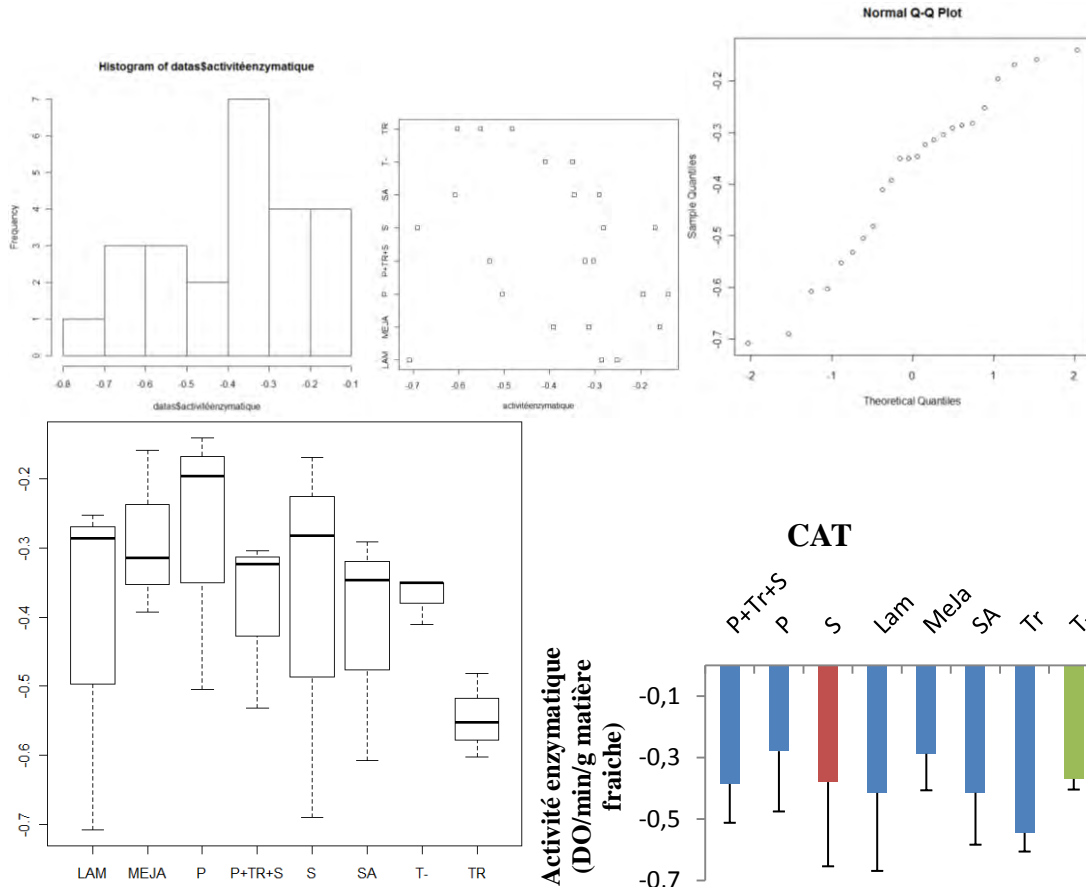 Normal Q-Q Plot
Histogram of datas$activitéenzymatique
Frequency
0 1 2 3 4 5 6 7
-0.8 -0.7 -0.6 -0.5 -0.4 -0.3 -0.2 -0.1
datas$activitéenzymatique
TR
T-
SA
S
P+TR+S
P
MEJA
LAM
-0.7 -0.6 -0.5 -0.4 -0.3 -0.2
activitéenzymatique
Sample Quantiles
-0.2
-0.3
-0.4
-0.5
-0.6
-0.7
-2 -1 0 1 2
Theoretical Quantiles
-0.2
-0.3
-0.4
-0.5
-0.6
-0.7
LAM MEJA P P+TR+S S SA T- TR
CAT
P+Tr+S P S Lam MeJa SA Tr
Activité enzymatique
(DO/min/g matière
fraiche)
-0,1
-0,3
-0,5
-0,7